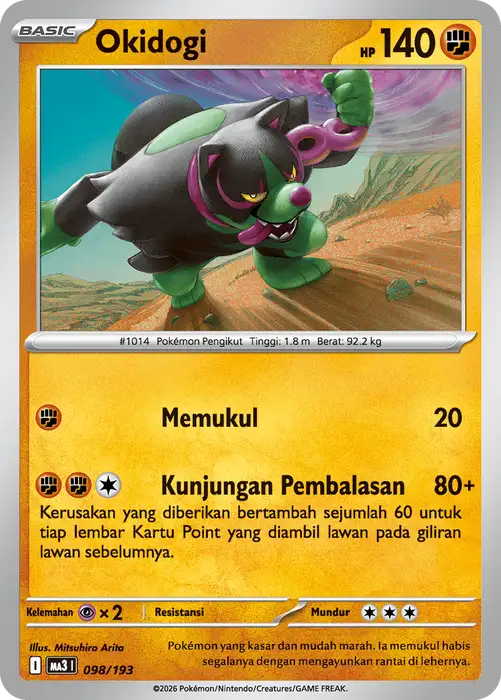 BASIC
Okidogi
HP 140
#1014 Pokémon Pengikut Tinggi: 1.8 m Berat: 92.2 kg
Memukul 20
Kunjungan Pembalasan 80+
Kerusakan yang diberikan bertambah sejumlah 60 untuk
tiap lembar Kartu Point yang diambil lawan pada giliran
lawan sebelumnya.
Kelemahan ×2 Resistansi Mundur
Illus. Mitsuhiro Arita
Pokémon yang kasar dan mudah marah. Ia memukul habis
segalanya dengan mengayunkan rantai di lehernya.
I MA3 I 098/193
©2026 Pokémon/Nintendo/Creatures/GAME FREAK.